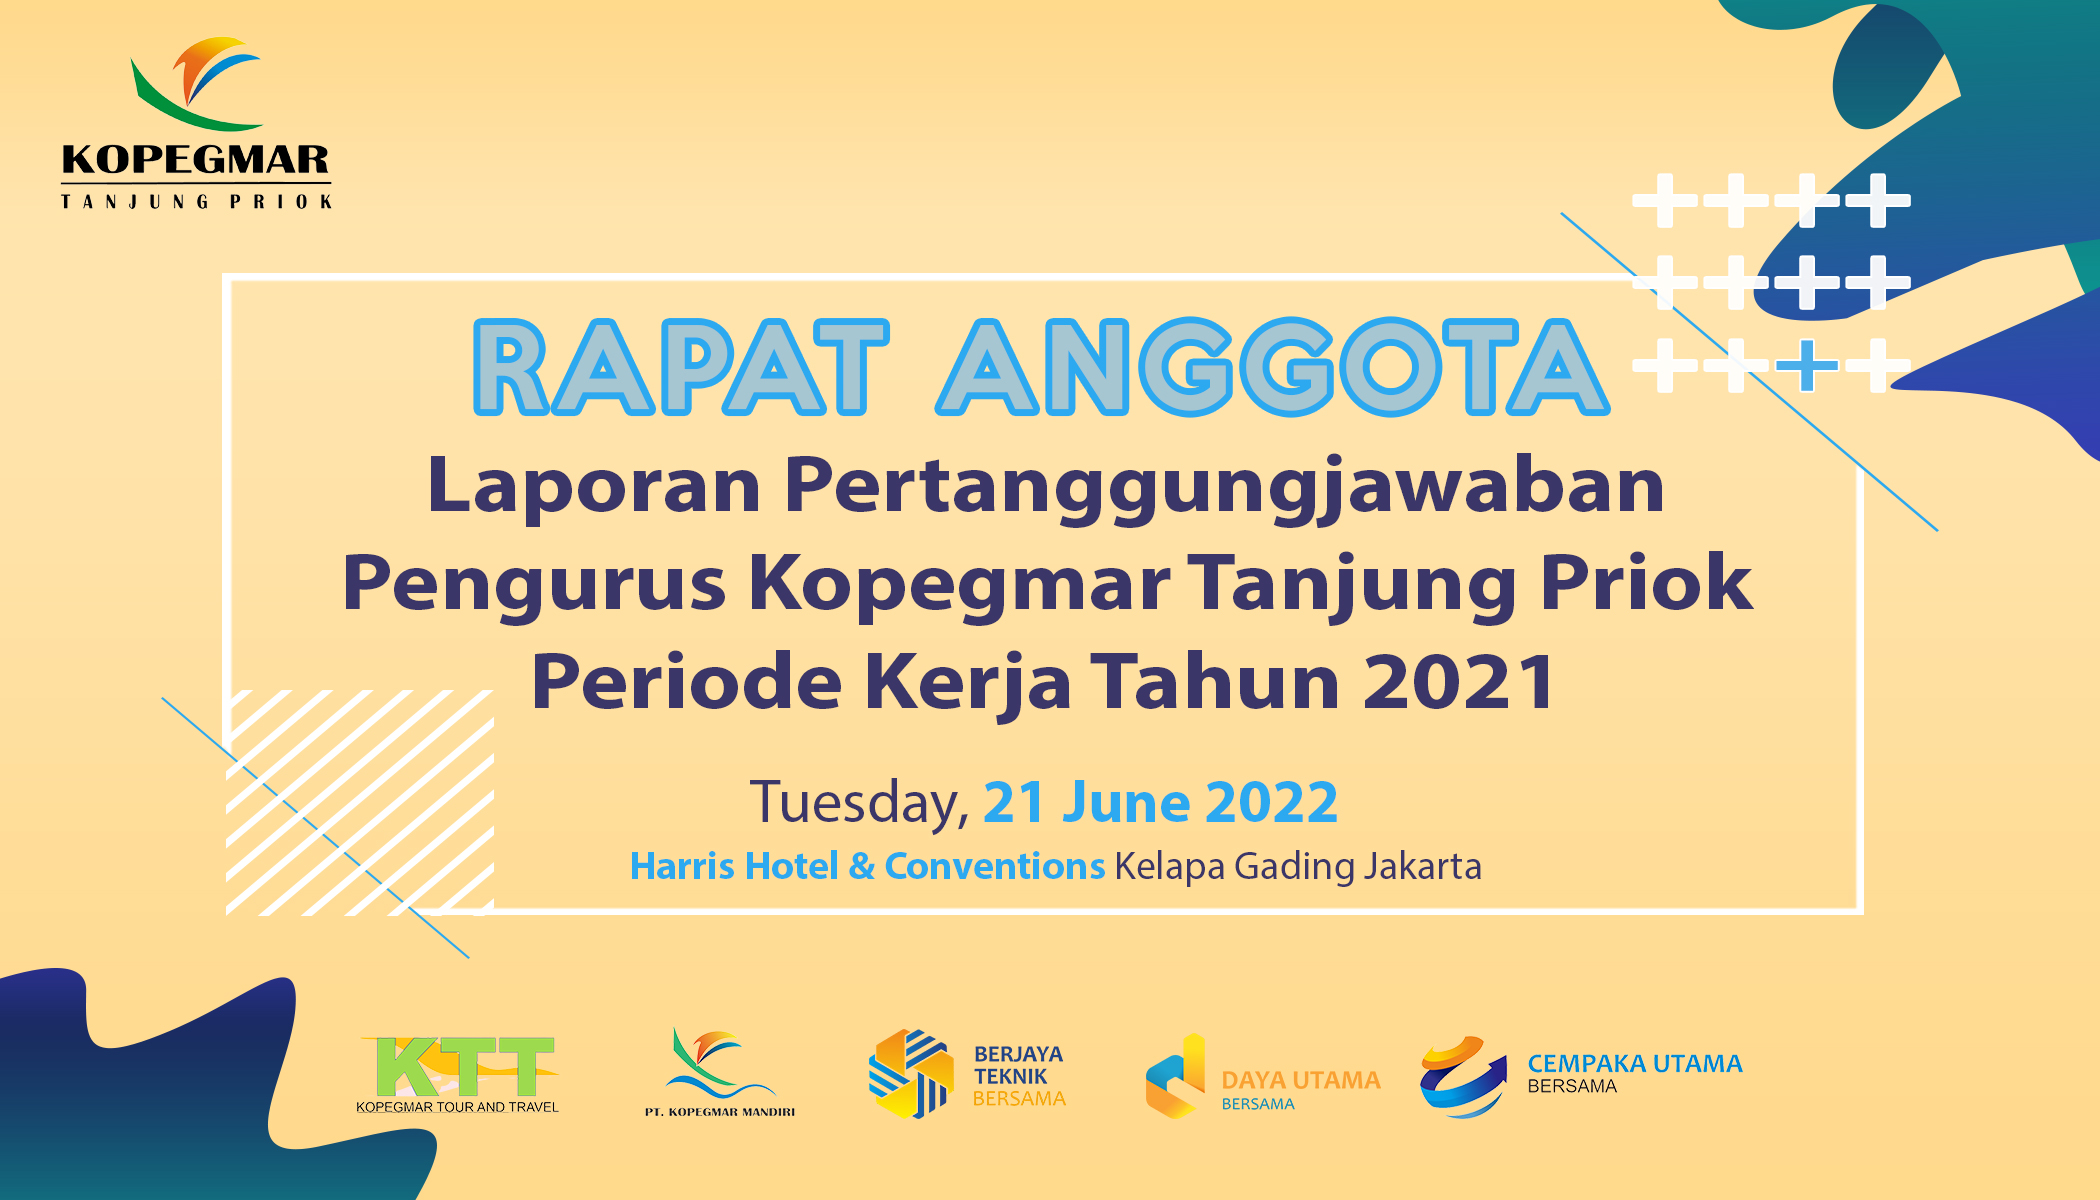 KOPEGMAR
TANJUNG PRIOK
RAPAT ANGGOTA
Laporan Pertanggungjawaban
Pengurus Kopegmar Tanjung Priok
Periode Kerja Tahun 2021
Tuesday, 21 June 2022
Harris Hotel & Conventions Kelapa Gading Jakarta
KTT
KOPEGMAR TOUR AND TRAVEL
PT. KOPEGMAR MANDIRI
BERJAYA
TEKNIK
BERSAMA
DAYA UTAMA
BERSAMA
CEMPAKA UTAMA
BERSAMA